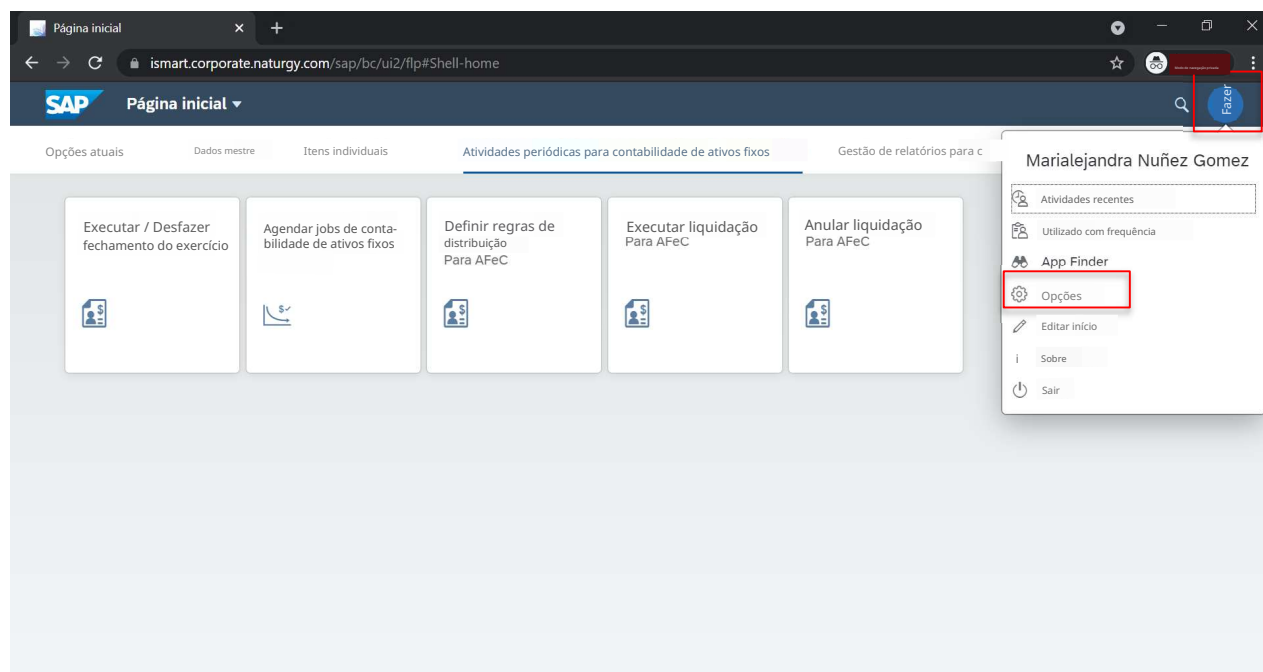 Página inicial
ismart.corporate.naturgy.com/sap/bc/ui2/flp#Shell-home
SAP
Página inicial
Fazer
Opções atuais
Dados mestre
Itens individuais
Atividades periódicas para contabilidade de ativos fixos
Gestão de relatórios para c
Marialejandra Nuñez Gomez
Atividades recentes
Utilizado com frequência
App Finder
Opções
Editar início
Sobre
Sair
Executar / Desfazer
fechamento do exercício
Agendar jobs de conta-
bilidade de ativos fixos
Definir regras de
distribuição
Para AFeC
Executar liquidação
Para AFeC
Anular liquidação
Para AFeC